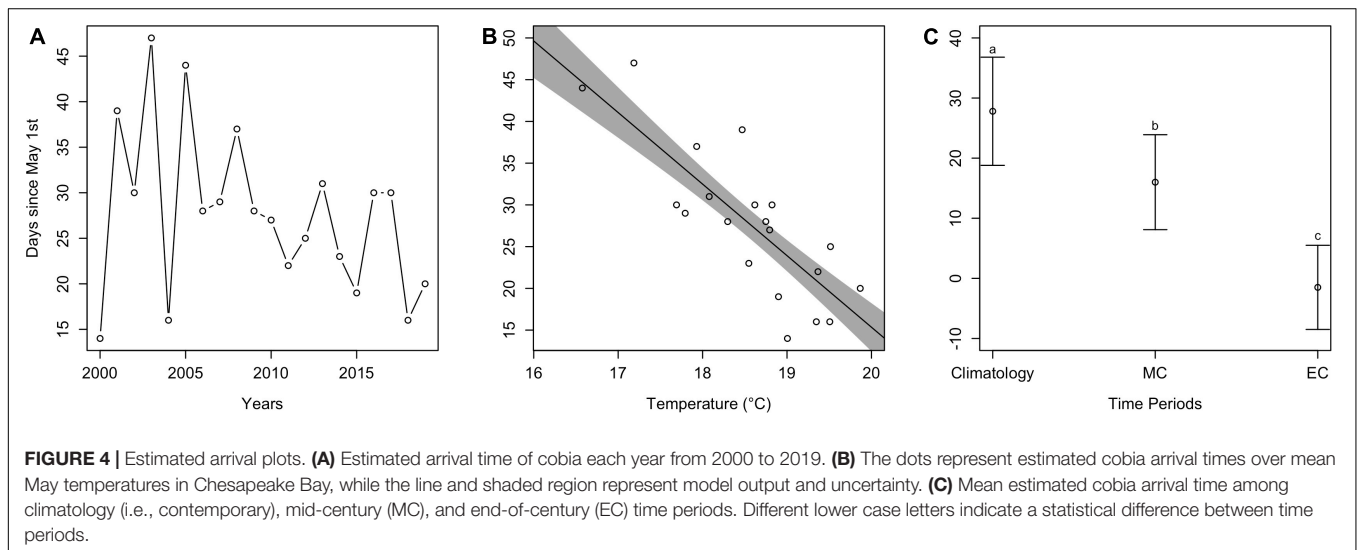 A
Days since May 1st
45
40
35
30
25
20
15
2000 2005 2010 2015
Years
B
50
45
40
35
30
25
20
15
16 17 18 19 20
Temperature (°C)
C
40
30
20
10
0
-10
a
b
c
Climatology MC EC
Time Periods
FIGURE 4 | Estimated arrival plots. (A) Estimated arrival time of cobia each year from 2000 to 2019. (B) The dots represent estimated cobia arrival times over mean
May temperatures in Chesapeake Bay, while the line and shaded region represent model output and uncertainty. (C) Mean estimated cobia arrival time among
climatology (i.e., contemporary), mid-century (MC), and end-of-century (EC) time periods. Different lower case letters indicate a statistical difference between time
periods.